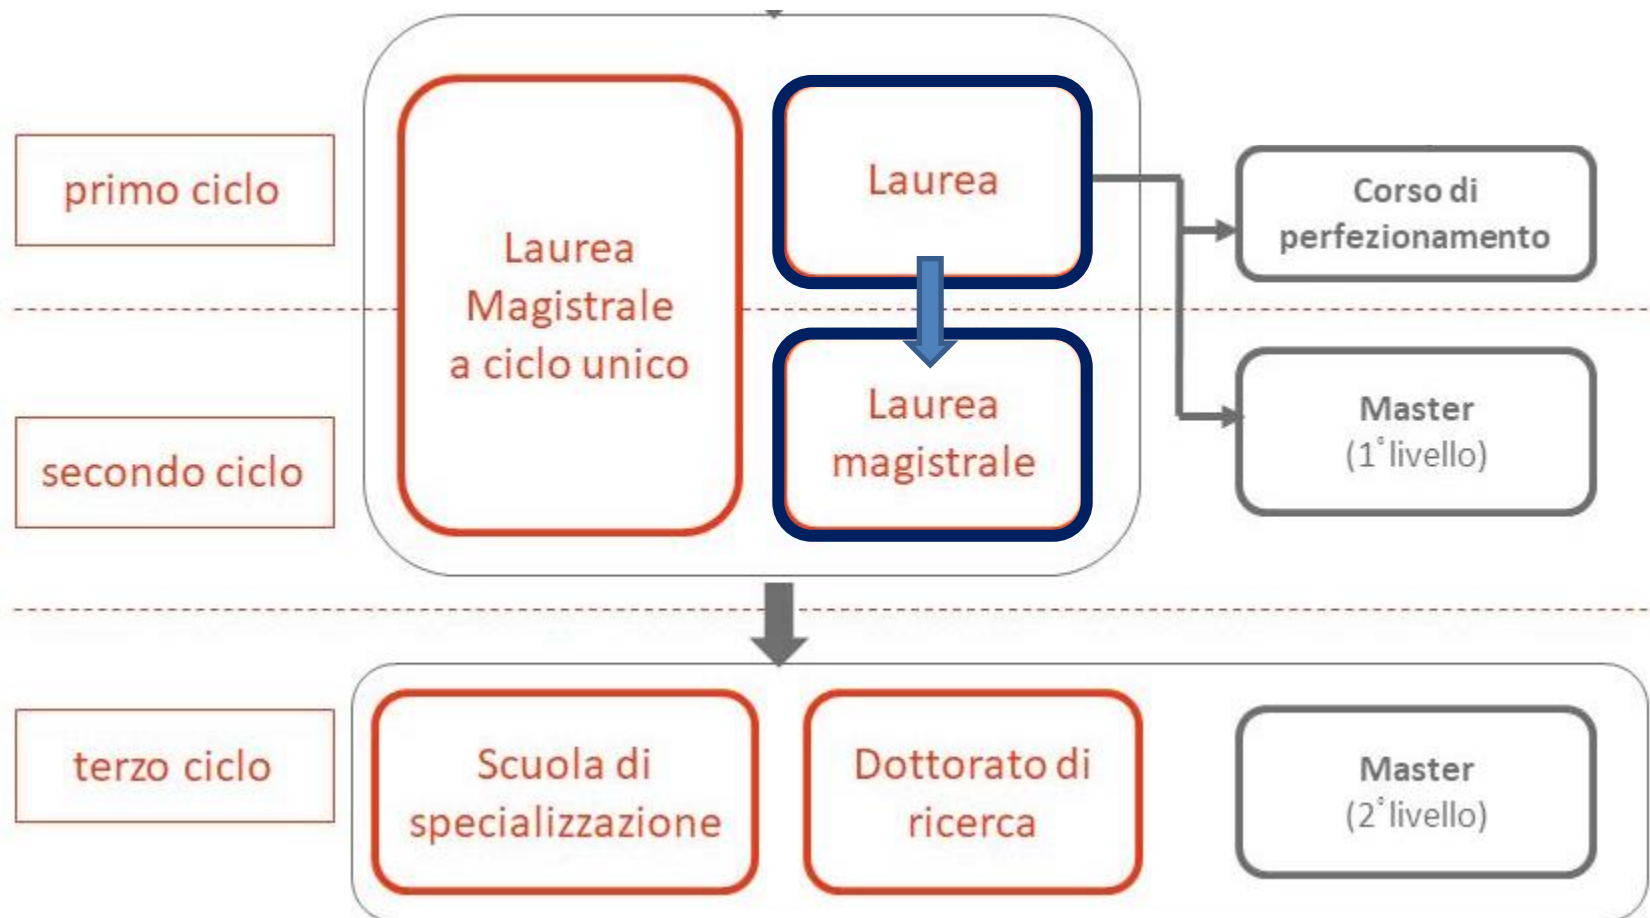 primo ciclo
Laurea
Magistrale
a ciclo unico
Laurea
Corso di
perfezionamento
secondo ciclo
Laurea
magistrale
Master
(1° livello)
terzo ciclo
Scuola di
specializzazione
Dottorato di
ricerca
Master
(2° livello)